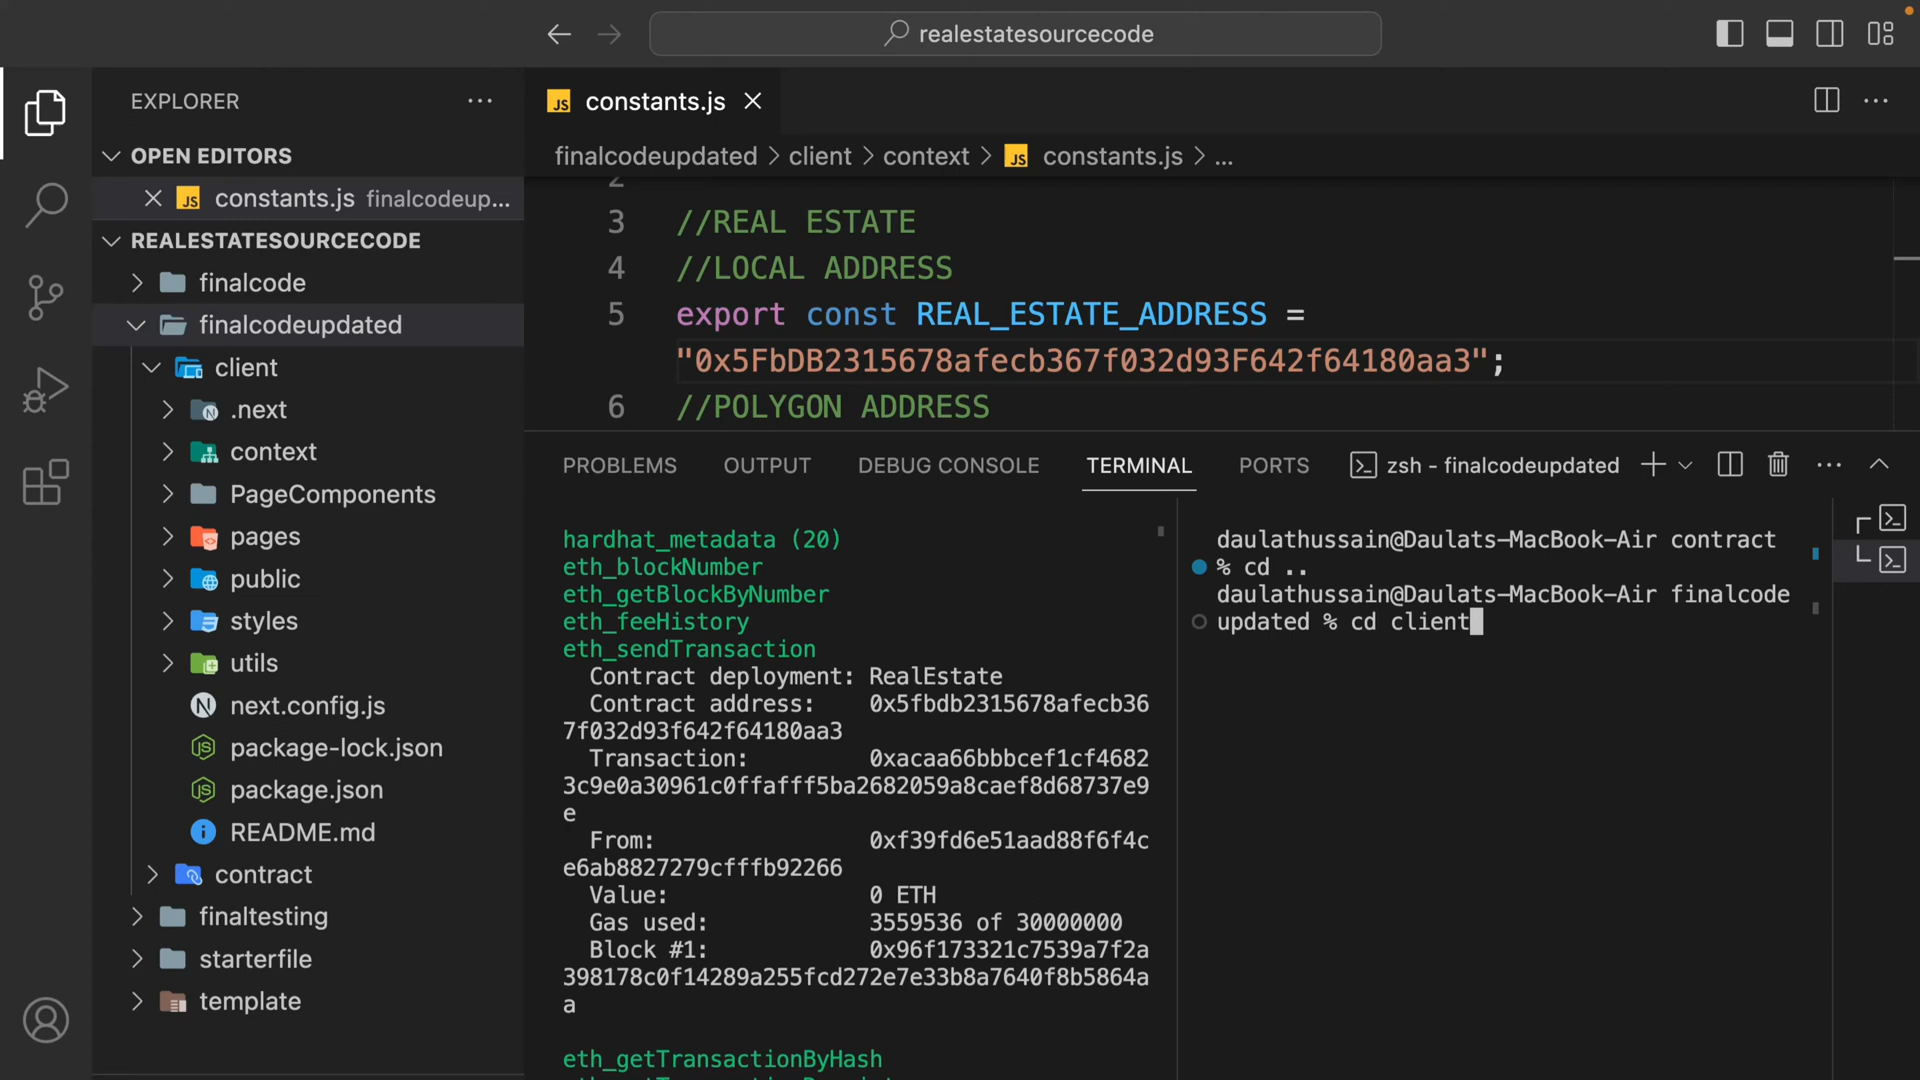 realestatesourcecode
EXPLORER
OPEN EDITORS
constants.js finalcodeup...
REALESTATESOURCECODE
finalcode
finalcodeupdated
client
.next
context
PageComponents
pages
public
styles
utils
next.config.js
package-lock.json
package.json
README.md
contract
finaltesting
starterfile
template
JS constants.js
finalcodeupdated > client > context > JS constants.js > ...
2
3 //REAL ESTATE
4 //LOCAL ADDRESS
5 export const REAL_ESTATE_ADDRESS =
"0x5FbDB2315678afecb367f032d93F642f64180aa3";
6 //POLYGON ADDRESS
PROBLEMS OUTPUT DEBUG CONSOLE TERMINAL PORTS zsh - finalcodeupdated
hardhat_metadata (20)
eth_blockNumber
eth_getBlockByNumber
eth_feeHistory
eth_sendTransaction
Contract deployment: RealEstate
Contract address: 0x5fbdb2315678afecb36
7f032d93f642f64180aa3
Transaction: 0xacaa66bbbcef1cf4682
3c9e0a30961c0ffafff5ba2682059a8caef8d68737e9
e
From: 0xf39fd6e51aad88f6f4c
e6ab8827279cfffb92266
Value: 0 ETH
Gas used: 3559536 of 30000000
Block #1: 0x96f173321c7539a7f2a
398178c0f14289a255fcd272e7e33b8a7640f8b5864a
a
eth_getTransactionByHash
daulathussain@Daulats-MacBook-Air contract
% cd ..
daulathussain@Daulats-MacBook-Air finalcode
updated % cd client